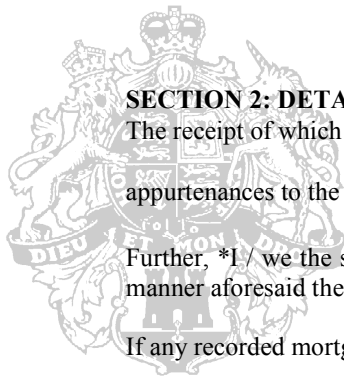 SECTION 2: DETA
The receipt of which
appurtenances to the
DIEU ET MON DR
Further, *I / we the s
manner aforesaid the
If any recorded mortg